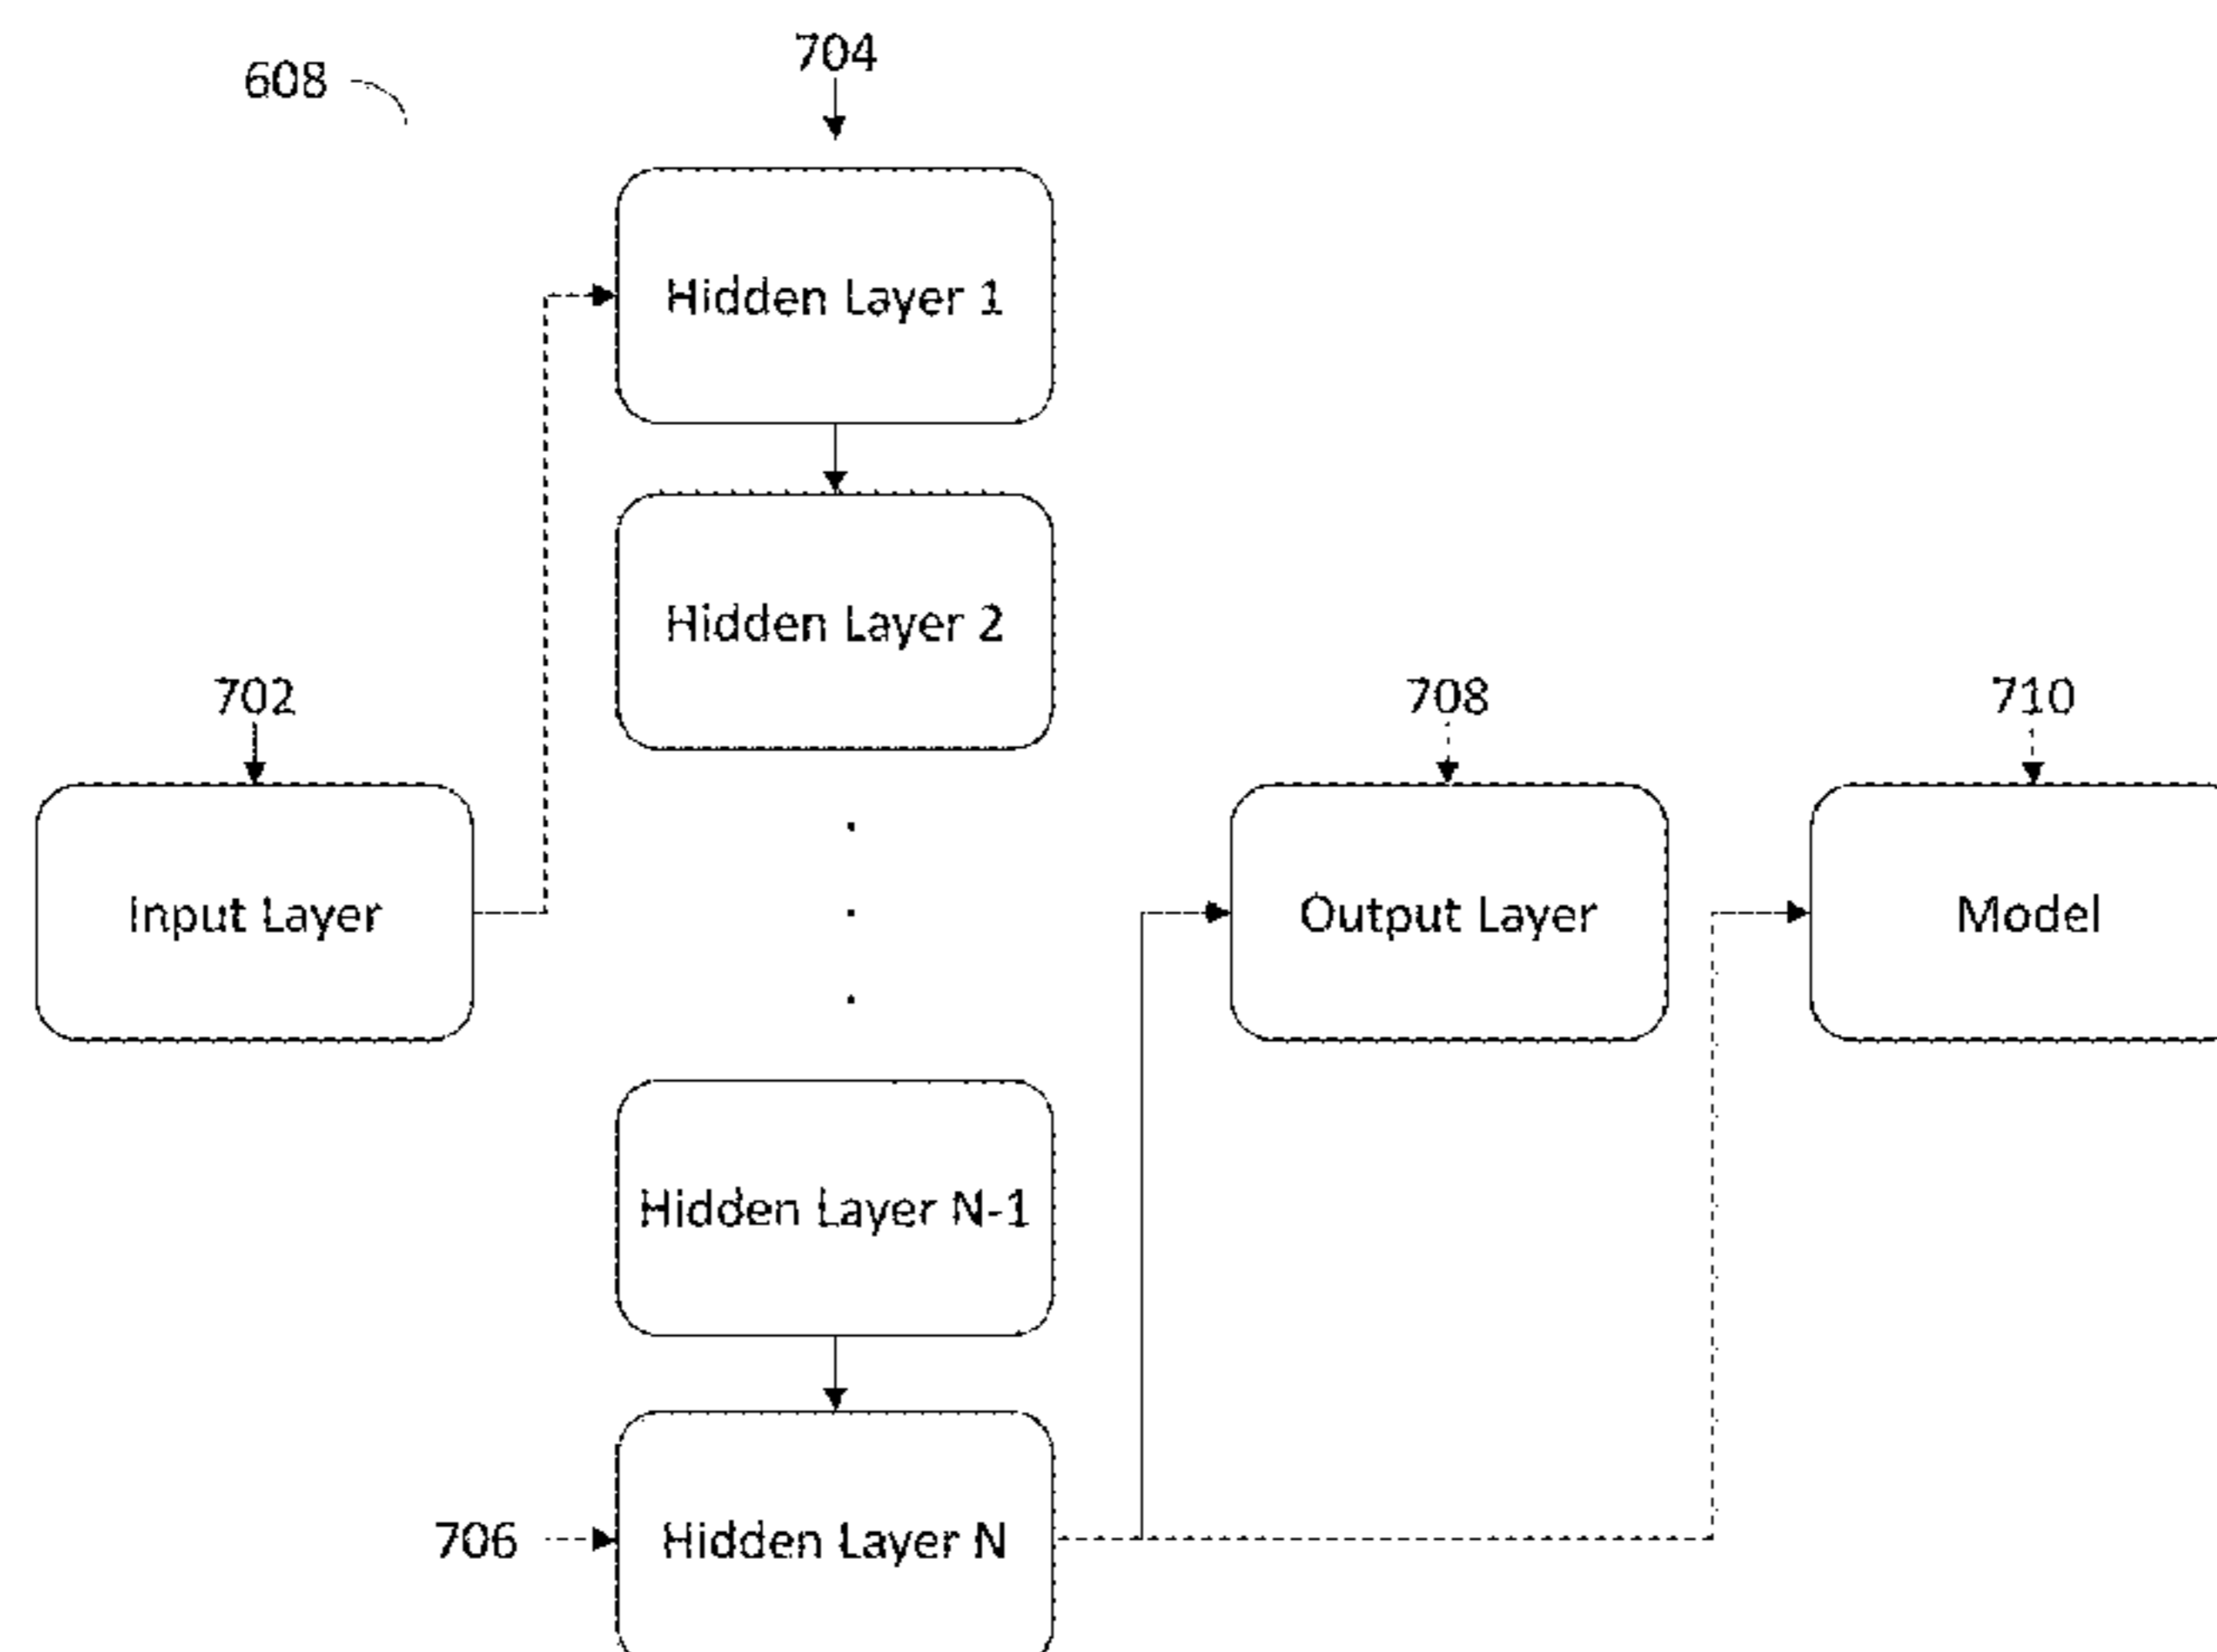 704
608
Hidden Layer 1
Hidden Layer 2
702
708
710
Input Layer
Output Layer
Model
Hidden Layer N-1
706
Hidden Layer N